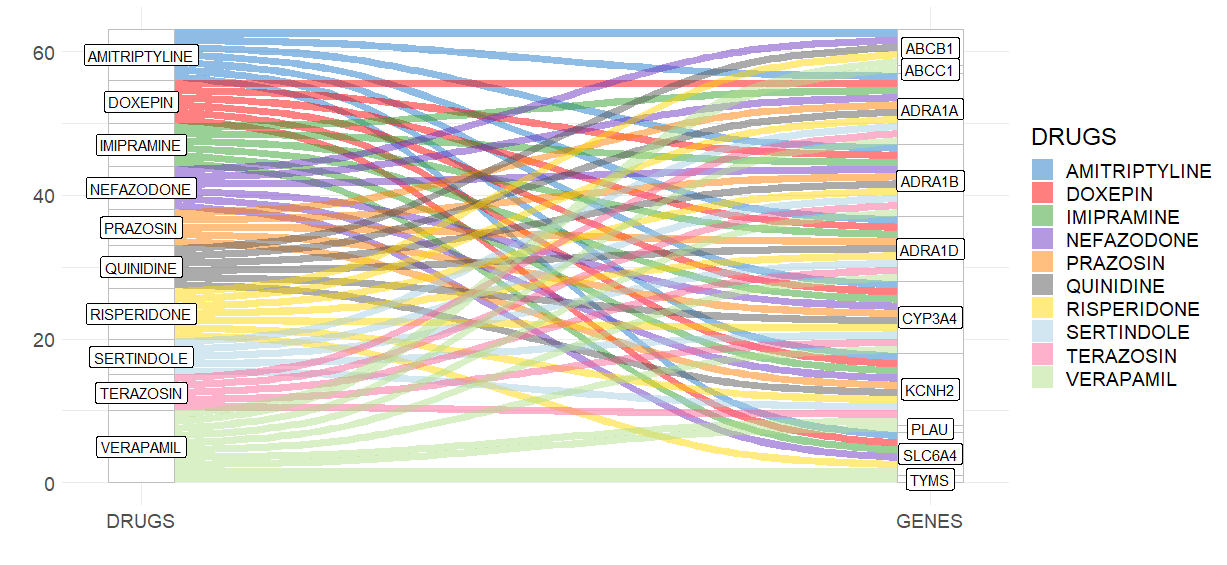 60
40
20
0
AMITRIPTYLINE
DOXEPIN
IMIPRAMINE
NEFAZODONE
PRAZOSIN
QUINIDINE
RISPERIDONE
SERTINDOLE
TERAZOSIN
VERAPAMIL
ABCB1
ABCC1
ADRA1A
ADRA1B
ADRA1D
CYP3A4
KCNH2
PLAU
SLC6A4
TYMS
DRUGS
GENES
DRUGS
AMITRIPTYLINE
DOXEPIN
IMIPRAMINE
NEFAZODONE
PRAZOSIN
QUINIDINE
RISPERIDONE
SERTINDOLE
TERAZOSIN
VERAPAMIL